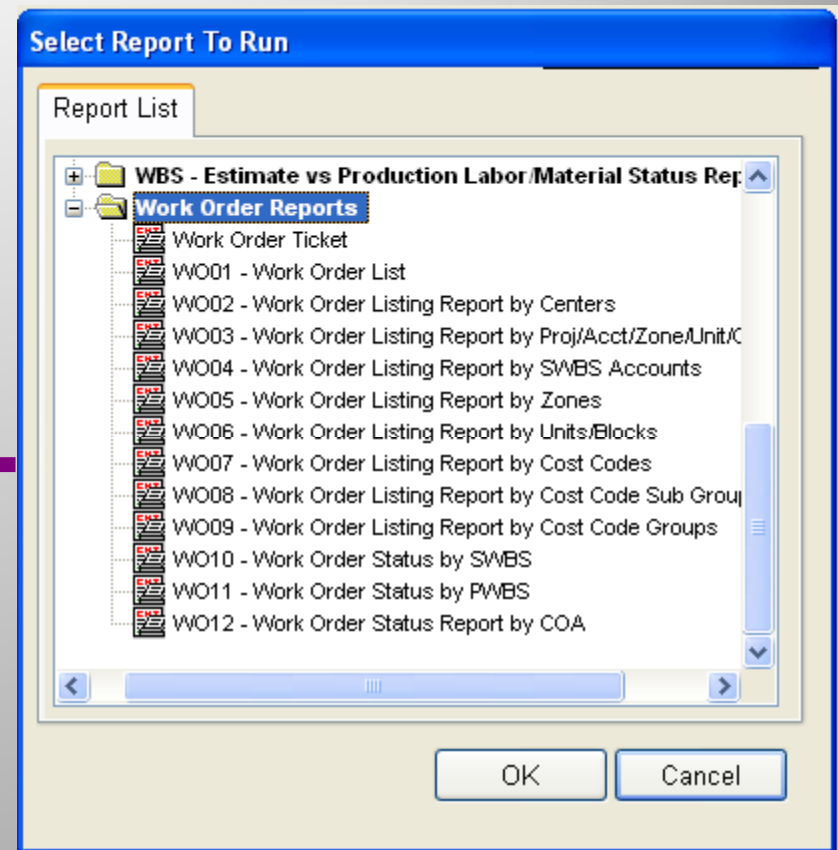 Select Report To Run
Report List
WBS - Estimate vs Production Labor/Material Status Rep
Work Order Reports
Work Order Ticket
WO01 - Work Order List
WO02 - Work Order Listing Report by Centers
WO03 - Work Order Listing Report by Proj/Acct/Zone/Unit/C
WO04 - Work Order Listing Report by SWBS Accounts
WO05 - Work Order Listing Report by Zones
WO06 - Work Order Listing Report by Units/Blocks
WO07 - Work Order Listing Report by Cost Codes
WO08 - Work Order Listing Report by Cost Code Sub Group
WO09 - Work Order Listing Report by Cost Code Groups
WO10 - Work Order Status by SWBS
WO11 - Work Order Status by PWBS
WO12 - Work Order Status Report by COA
OK Cancel